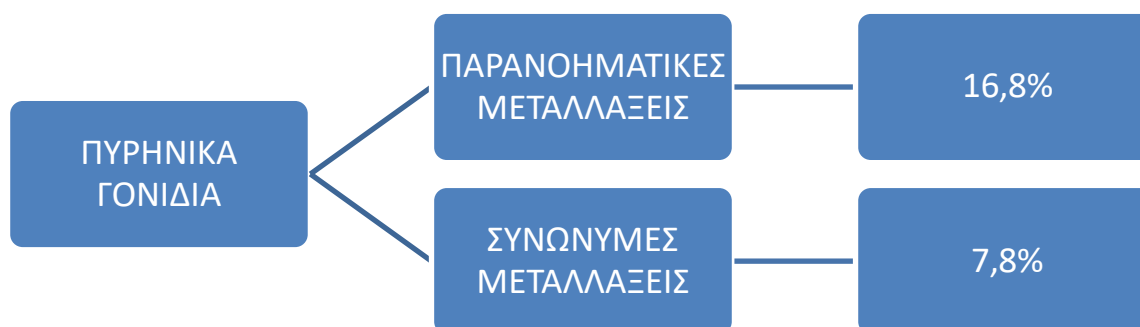 ΠΥΡΗΝΙΚΑ
ΓΟΝΙΔΙΑ
ΠΑΡΑΝΟΗΜΑΤΙΚΕΣ
ΜΕΤΑΛΛΑΞΕΙΣ
16,8%
ΣΥΝΩΝΥΜΕΣ
ΜΕΤΑΛΛΑΞΕΙΣ
7,8%